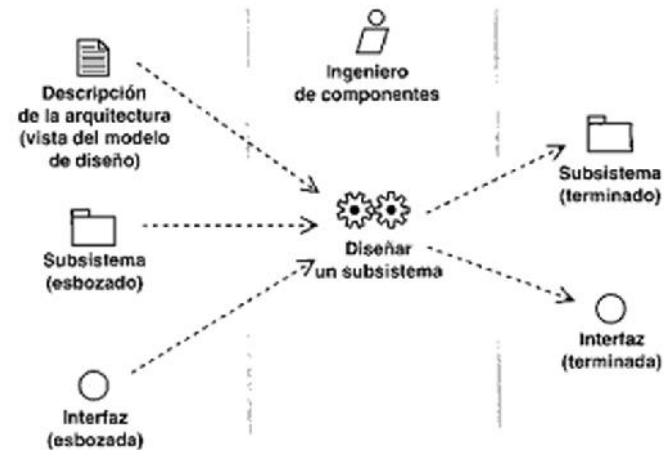 Descripción
de la arquitectura
(vista del modelo
de diseño)
Subsistema
(esbozado)
Interfaz
(esbozada)
Ingeniero
de componentes
Diseñar
un subsistema
Subsistema
(terminado)
Interfaz
(terminada)